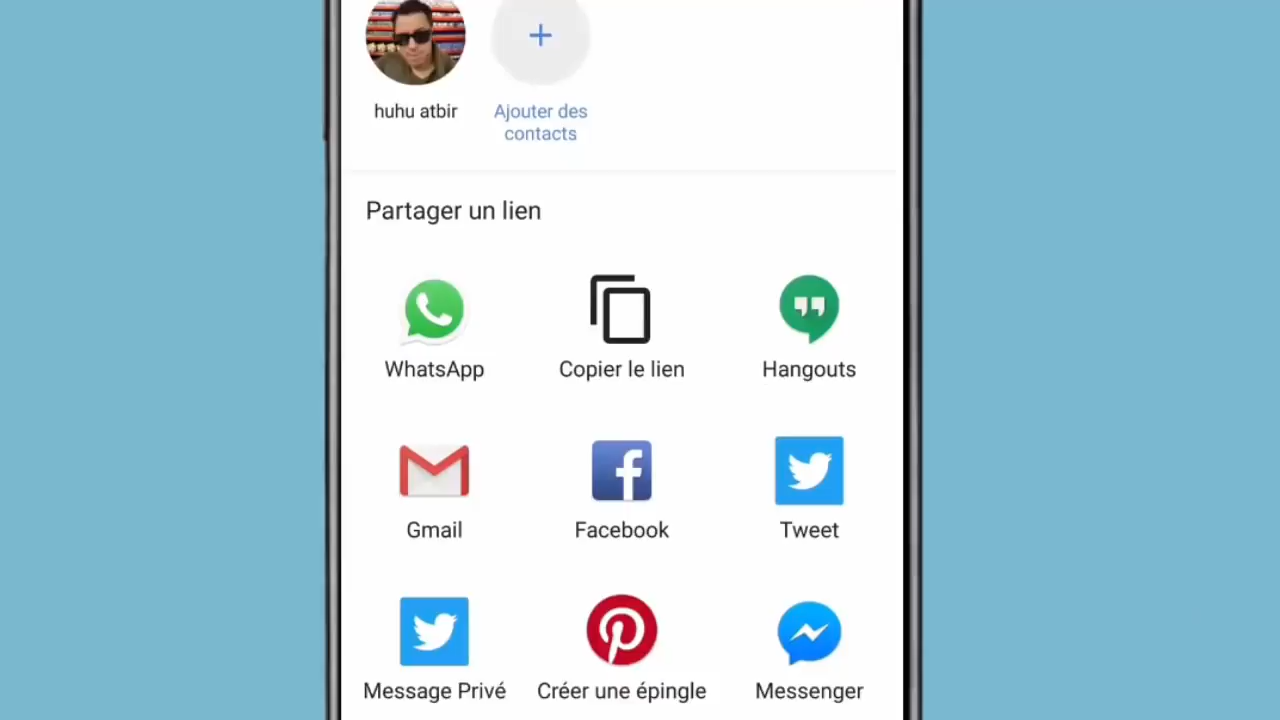 huhu atbir
Ajouter des
contacts
Partager un lien
WhatsApp
Copier le lien
Hangouts
Gmail
Facebook
Tweet
Message Privé
Créer une épingle
Messenger